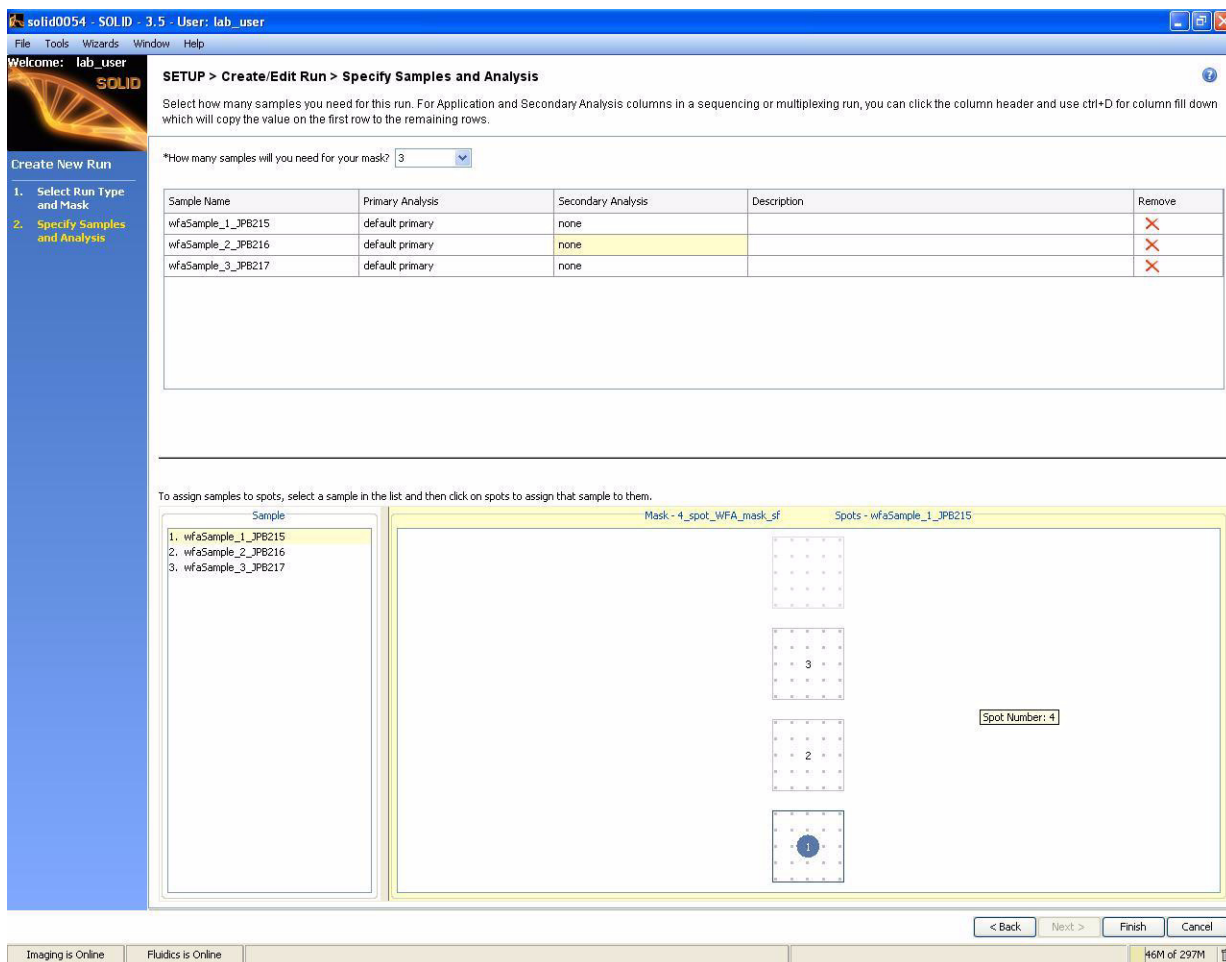 solid0054 - SOLiD - 3.5 - User: lab_user
File Tools Wizards Window Help
Welcome: lab_user
SOLiD
Create New Run
1. Select Run Type
and Mask
2. Specify Samples
and Analysis
SETUP > Create/Edit Run > Specify Samples and Analysis
Select how many samples you need for this run. For Application and Secondary Analysis columns in a sequencing or multiplexing run, you can click the column header and use ctrl+D for column fill down
which will copy the value on the first row to the remaining rows.
*How many samples will you need for your mask? 3
Sample Name Primary Analysis Secondary Analysis Description Remove
wfaSample_1_JPB215 default primary none
wfaSample_2_JPB216 default primary none
wfaSample_3_JPB217 default primary none
To assign samples to spots, select a sample in the list and then click on spots to assign that sample to them.
Sample
1. wfaSample_1_JPB215
2. wfaSample_2_JPB216
3. wfaSample_3_JPB217
Mask - 4_spot_WFA_mask_sf Spots - wfaSample_1_JPB215
3
Spot Number: 4
2
1
< Back Next > Finish Cancel
Imaging is Online Fluidics is Online 46M of 297M